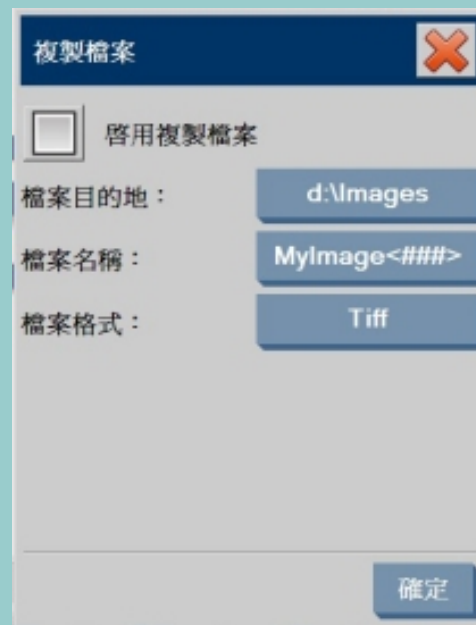 複製檔案
啓用複製檔案
檔案目的地：
d:\Images
檔案名稱：
MyImage<###>
檔案格式：
Tiff
確定